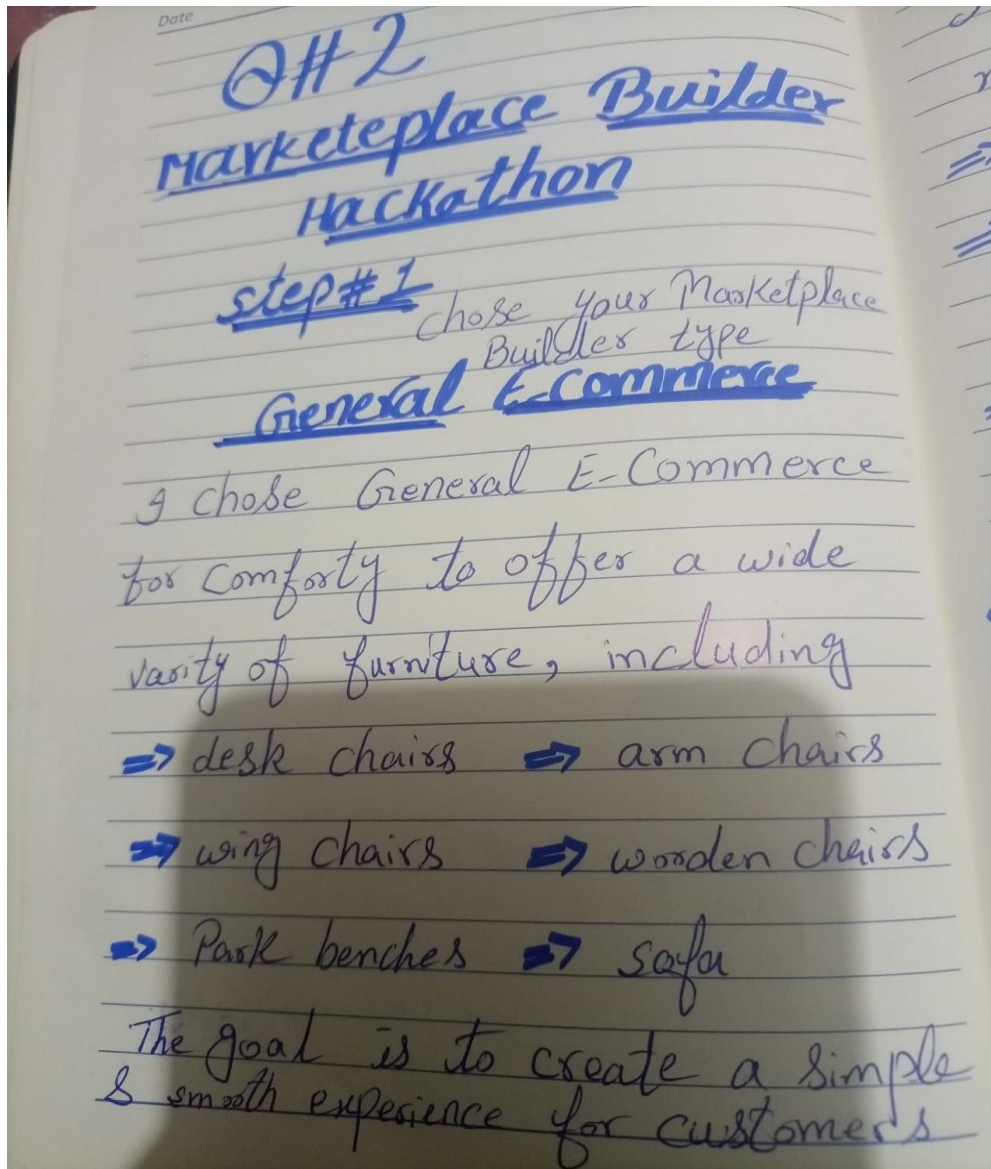 Date
Q#2
Marketeplace Builder
Hackathon
step#1
chose your Marketplace
Builder type
General E-Commerce
I chose General E-Commerce
for comforty to offer a wide
varity of furniture, including
⇒ desk chairs ⇒ arm chairs
⇒ wing chairs ⇒ wooden chairs
⇒ Park benches ⇒ safa
The goal is to create a simple
& smooth experience for customers